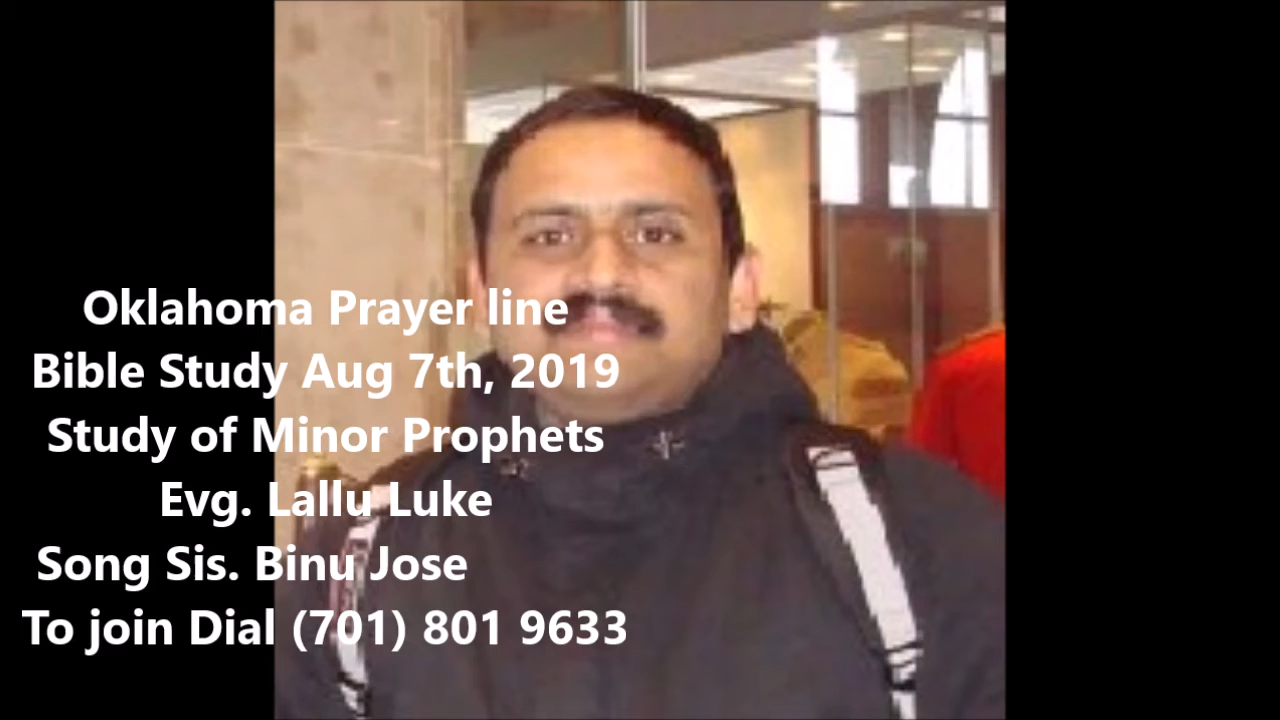 Oklahoma Prayer line
Bible Study Aug 7th, 2019
Study of Minor Prophets
Evg. Lallu Luke
Song Sis. Binu Jose
To join Dial (701) 801 9633